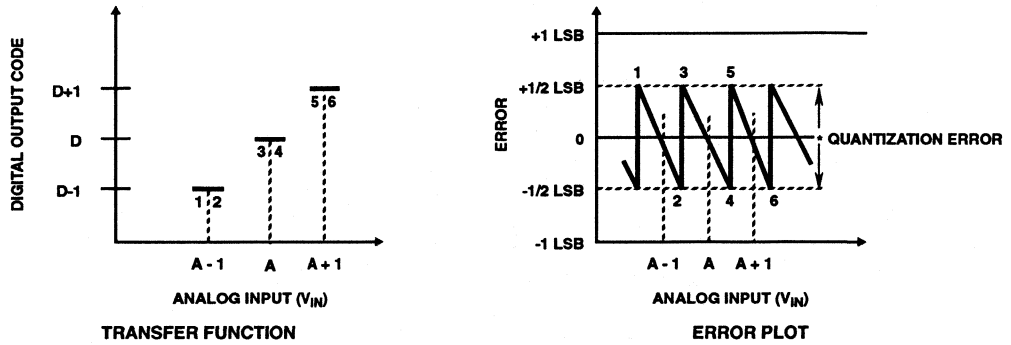 DIGITAL OUTPUT CODE
D+1
D
D-1
5 6
3 4
1 2
A - 1
A
A + 1
ANALOG INPUT (VIN)
TRANSFER FUNCTION
ERROR
+1 LSB
+1/2 LSB
0
-1/2 LSB
-1 LSB
1
3
5
2
4
6
QUANTIZATION ERROR
A - 1
A
A + 1
ANALOG INPUT (VIN)
ERROR PLOT